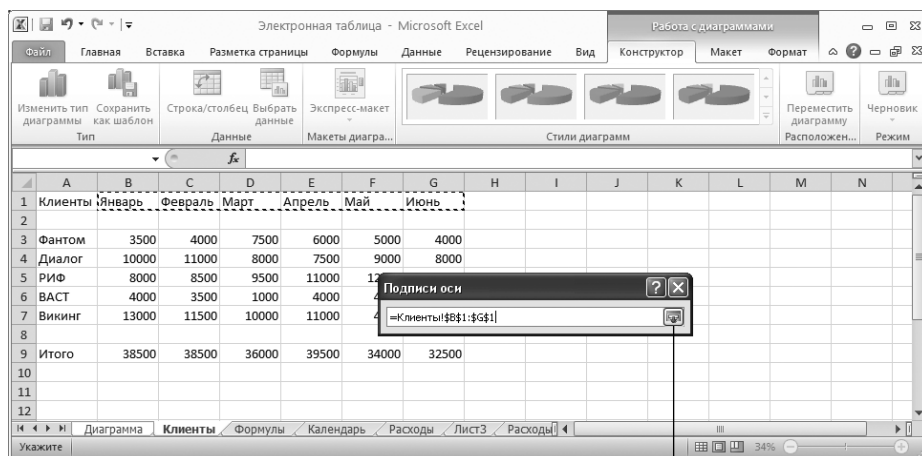 Электронная таблица - Microsoft Excel
Работа с диаграммами
Файл Главная Вставка Разметка страницы Формулы Данные Рецензирование Вид Конструктор Макет Формат
Изменить тип диаграммы
Сохранить как шаблон
Строка/столбец
Выбрать данные
Экспресс-макет
Переместить диаграмму
Черновик
Тип Данные Макеты диагра... Стили диаграмм Расположен... Режим
fx
A B C D E F G H I J K L M N
1 Клиенты Январь Февраль Март Апрель Май Июнь
2
3 Фантом 3500 4000 7500 6000 5000 4000
4 Диалог 10000 11000 8000 7500 9000 8000
5 РИФ 8000 8500 9500 11000
Подписи оси
6 ВАСТ 4000 3500 1000 4000
=Клиенты!$B$1:$G$1
7 Викинг 13000 11500 10000 11000
8
9 Итого 38500 38500 36000 39500 34000 32500
10
11
12
Диаграмма Клиенты Формулы Календарь Расходы Лист3 Расходы
Укажите 34%